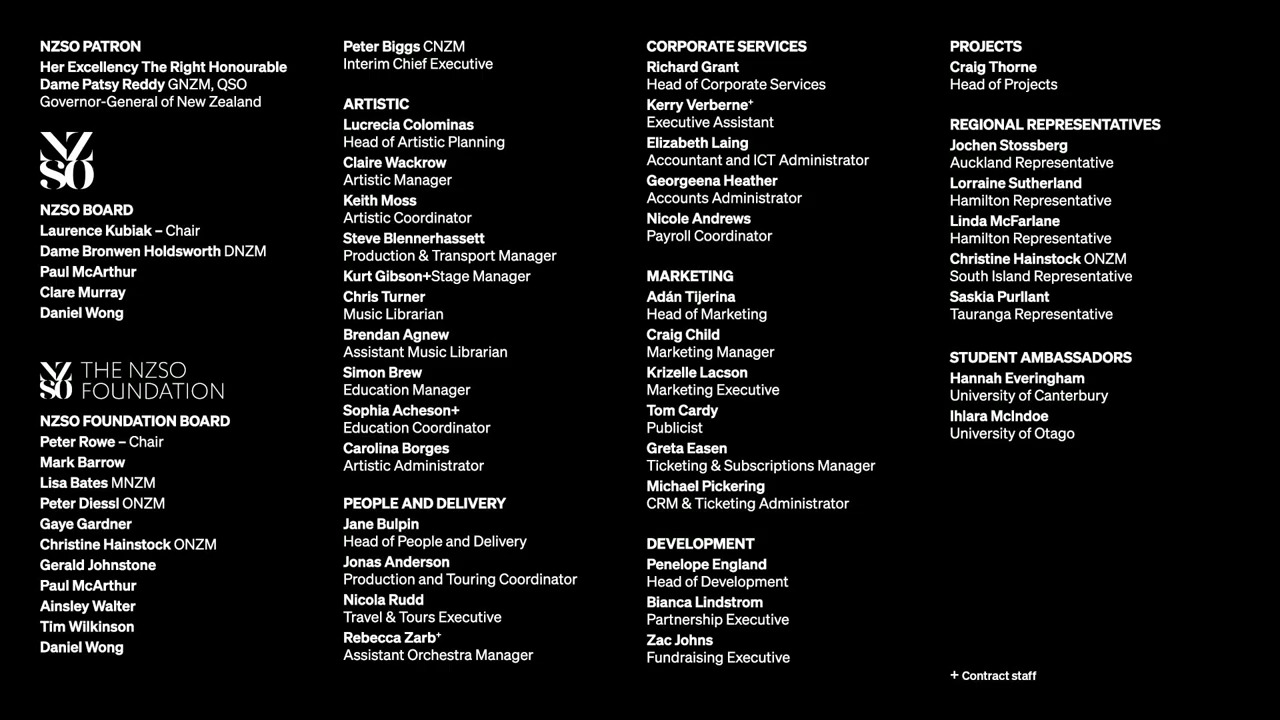 NZSO PATRON
Her Excellency The Right Honourable
Dame Patsy Reddy GNZM, QSO
Governor-General of New Zealand
NZSO
NZSO BOARD
Laurence Kubiak – Chair
Dame Bronwen Holdsworth DNZM
Paul McArthur
Clare Murray
Daniel Wong
NZSO THE NZSO
FOUNDATION
NZSO FOUNDATION BOARD
Peter Rowe – Chair
Mark Barrow
Lisa Bates MNZM
Peter Diessl ONZM
Gaye Gardner
Christine Hainstock ONZM
Gerald Johnstone
Paul McArthur
Ainsley Walter
Tim Wilkinson
Daniel Wong
Peter Biggs CNZM
Interim Chief Executive
ARTISTIC
Lucrecia Colominas
Head of Artistic Planning
Claire Wackrow
Artistic Manager
Keith Moss
Artistic Coordinator
Steve Blennerhassett
Production & Transport Manager
Kurt Gibson+Stage Manager
Chris Turner
Music Librarian
Brendan Agnew
Assistant Music Librarian
Simon Brew
Education Manager
Sophia Acheson+
Education Coordinator
Carolina Borges
Artistic Administrator
PEOPLE AND DELIVERY
Jane Bulpin
Head of People and Delivery
Jonas Anderson
Production and Touring Coordinator
Nicola Rudd
Travel & Tours Executive
Rebecca Zarb+
Assistant Orchestra Manager
CORPORATE SERVICES
Richard Grant
Head of Corporate Services
Kerry Verberne+
Executive Assistant
Elizabeth Laing
Accountant and ICT Administrator
Georgeena Heather
Accounts Administrator
Nicole Andrews
Payroll Coordinator
MARKETING
Adán Tijerina
Head of Marketing
Craig Child
Marketing Manager
Krizelle Lacson
Marketing Executive
Tom Cardy
Publicist
Greta Easen
Ticketing & Subscriptions Manager
Michael Pickering
CRM & Ticketing Administrator
DEVELOPMENT
Penelope England
Head of Development
Bianca Lindstrom
Partnership Executive
Zac Johns
Fundraising Executive
PROJECTS
Craig Thorne
Head of Projects
REGIONAL REPRESENTATIVES
Jochen Stossberg
Auckland Representative
Lorraine Sutherland
Hamilton Representative
Linda McFarlane
Hamilton Representative
Christine Hainstock ONZM
South Island Representative
Saskia Purllant
Tauranga Representative
STUDENT AMBASSADORS
Hannah Everingham
University of Canterbury
Ihlara McIndoe
University of Otago
+ Contract staff